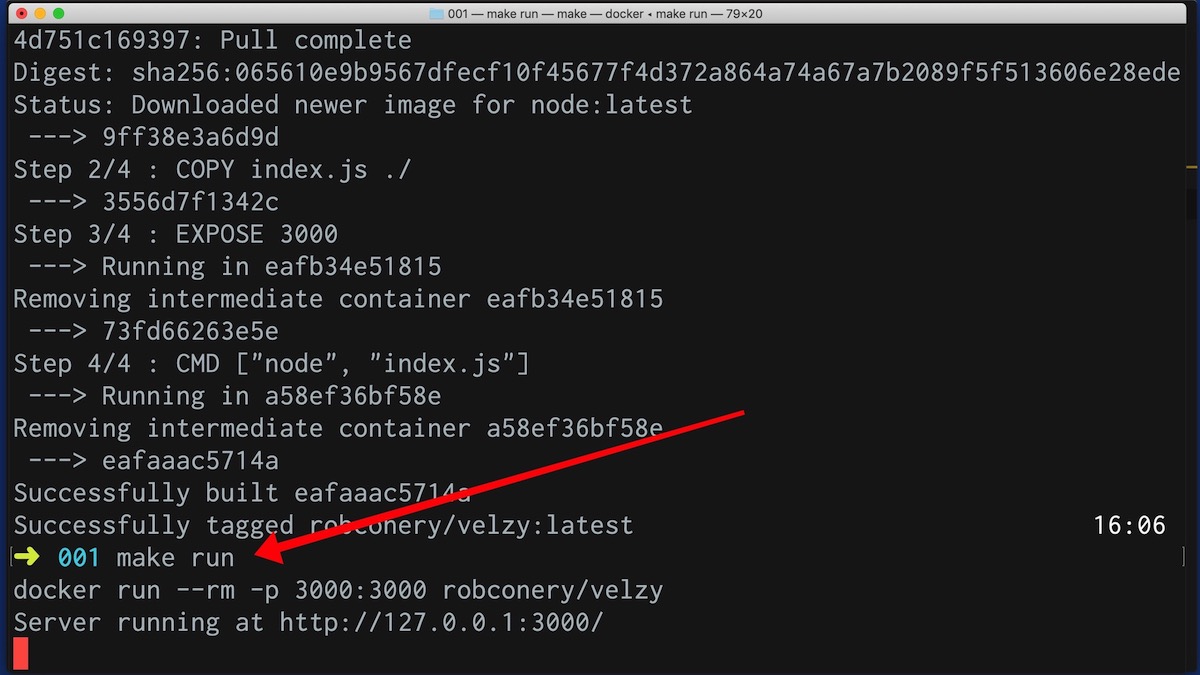 001 — make run — make — docker ◂ make run — 79×20
4d751c169397: Pull complete
Digest: sha256:065610e9b9567dfecf10f45677f4d372a864a74a67a7b2089f5f513606e28ede
Status: Downloaded newer image for node:latest
 ---> 9ff38e3a6d9d
Step 2/4 : COPY index.js ./
 ---> 3556d7f1342c
Step 3/4 : EXPOSE 3000
 ---> Running in eafb34e51815
Removing intermediate container eafb34e51815
 ---> 73fd66263e5e
Step 4/4 : CMD ["node", "index.js"]
 ---> Running in a58ef36bf58e
Removing intermediate container a58ef36bf58e
 ---> eafaaac5714a
Successfully built eafaaac5714a
Successfully tagged robconery/velzy:latest
16:06
➜ 001 make run
docker run --rm -p 3000:3000 robconery/velzy
Server running at http://127.0.0.1:3000/